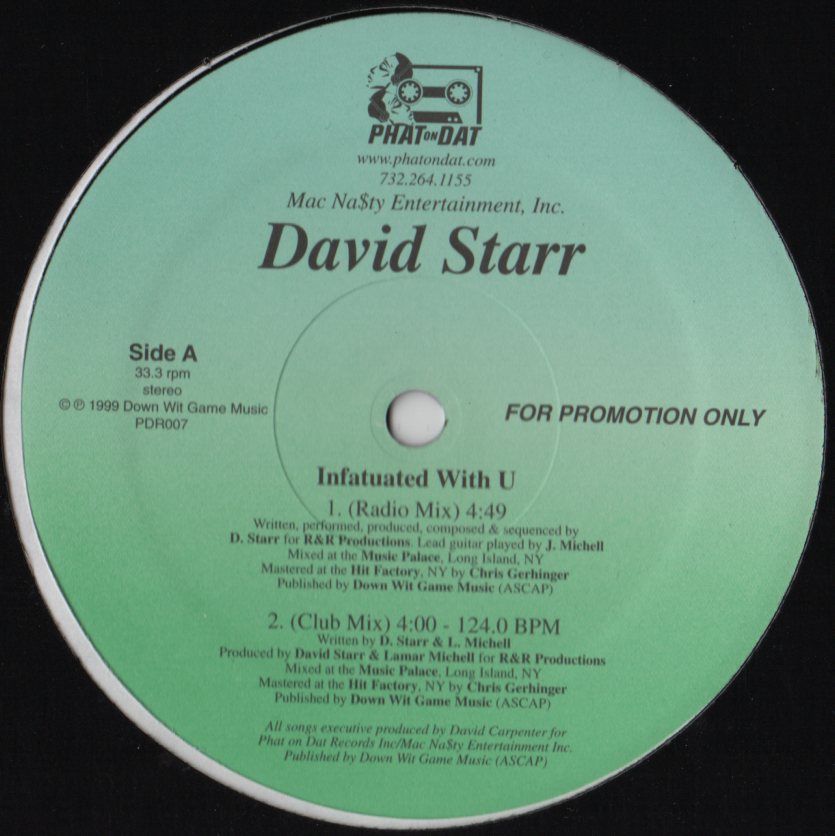 PHAT ON DAT
www.phatondat.com
732.264.1155
Mac Na$ty Entertainment, Inc.
David Starr
Side A
33.3 rpm
stereo
© ℗ 1999 Down Wit Game Music
PDR007
FOR PROMOTION ONLY
Infatuated With U
1. (Radio Mix) 4:49
Written, performed, produced, composed & sequenced by
D. Starr for R&R Productions. Lead guitar played by J. Michell
Mixed at the Music Palace, Long Island, NY
Mastered at the Hit Factory, NY by Chris Gerhinger
Published by Down Wit Game Music (ASCAP)
2. (Club Mix) 4:00 - 124.0 BPM
Written by D. Starr & L. Michell
Produced by David Starr & Lamar Michell for R&R Productions
Mixed at the Music Palace, Long Island, NY
Mastered at the Hit Factory, NY by Chris Gerhinger
Published by Down Wit Game Music (ASCAP)
All songs executive produced by David Carpenter for
Phat on Dat Records Inc/Mac Na$ty Entertainment Inc.
Published by Down Wit Game Music (ASCAP)